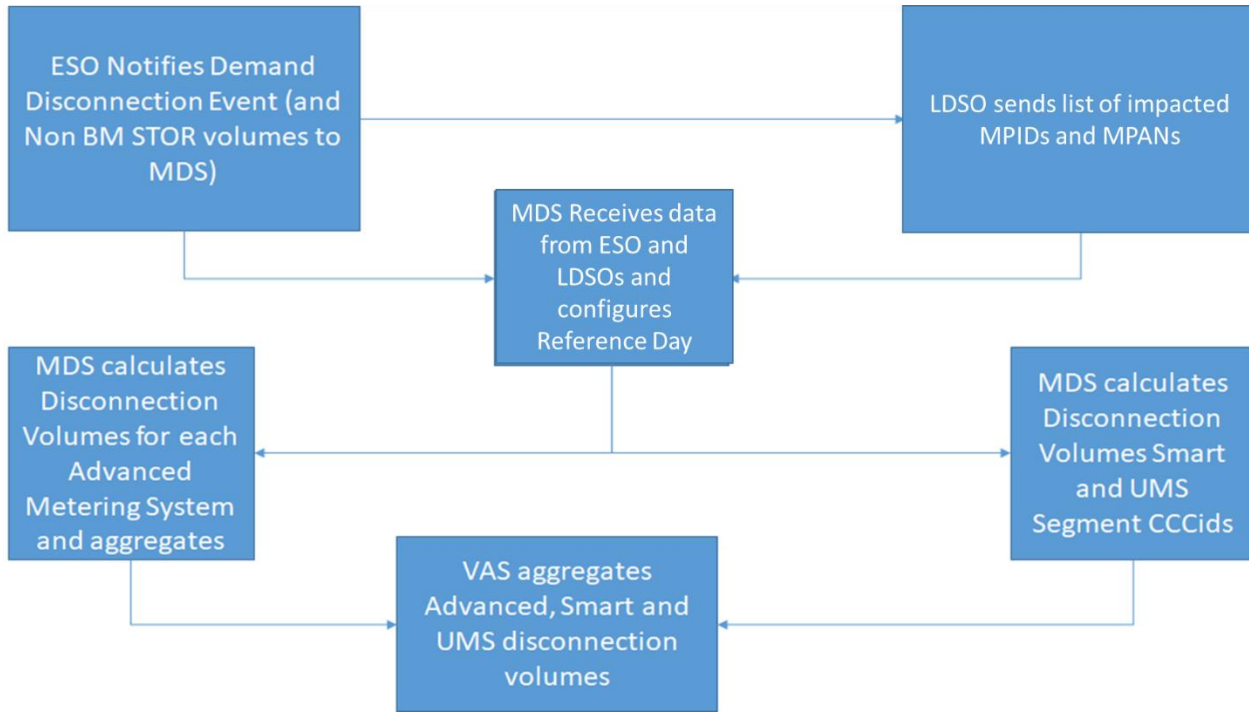 ESO Notifies Demand
Disconnection Event (and
Non BM STOR volumes to
MDS)
LDSO sends list of impacted
MPIDs and MPANs
MDS Receives data
from ESO and
LDSOs and
configures
Reference Day
MDS calculates
Disconnection
Volumes for each
Advanced
Metering System
and aggregates
MDS calculates
Disconnection
Volumes Smart
and UMS
Segment CCCids
VAS aggregates
Advanced, Smart and
UMS disconnection
volumes